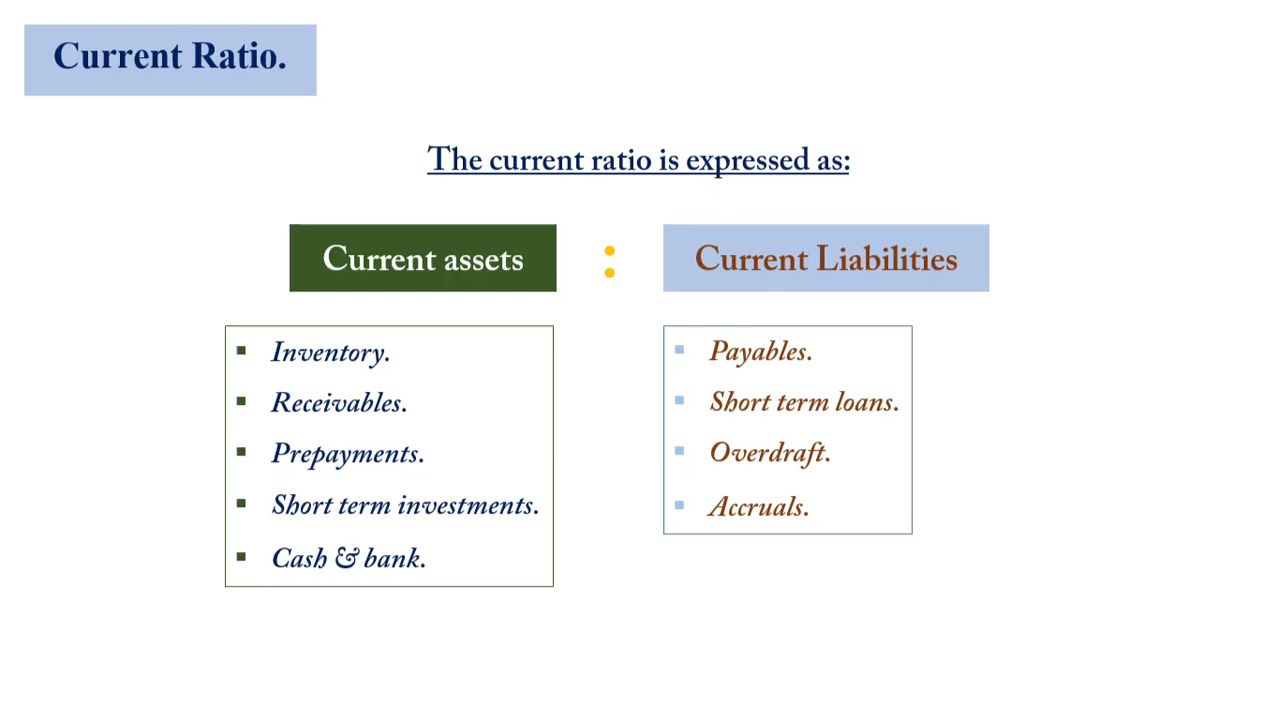 Current Ratio.
The current ratio is expressed as:
Current assets : Current Liabilities
Inventory.
Receivables.
Prepayments.
Short term investments.
Cash & bank.
Payables.
Short term loans.
Overdraft.
Accruals.